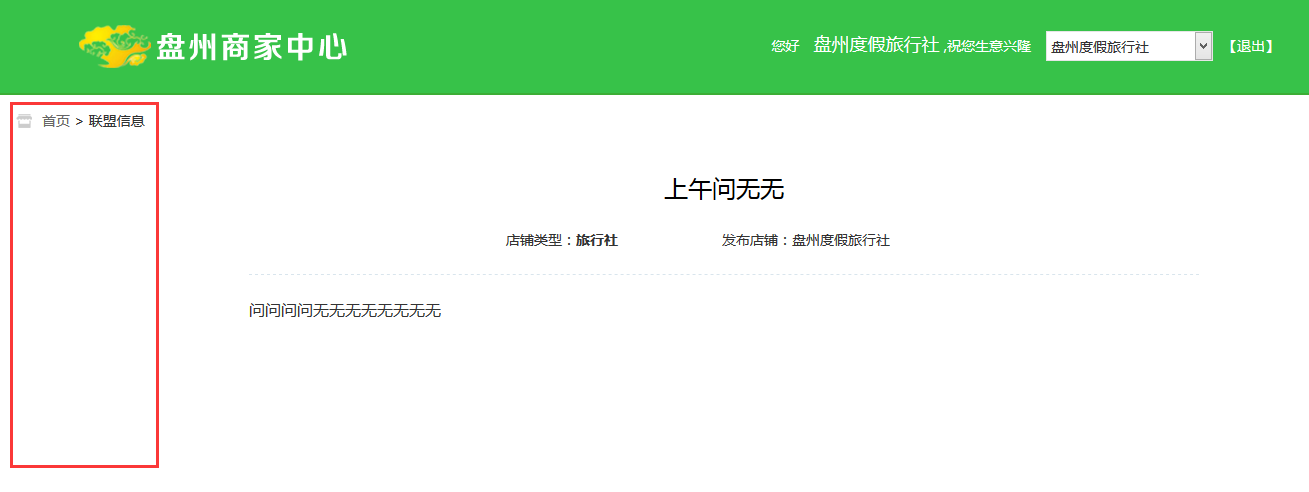 盘州商家中心
您好 盘州度假旅行社 ,祝您生意兴隆 盘州度假旅行社 【退出】
首页 > 联盟信息
上午问无无
店铺类型：旅行社 发布店铺：盘州度假旅行社
问问问问无无无无无无无无